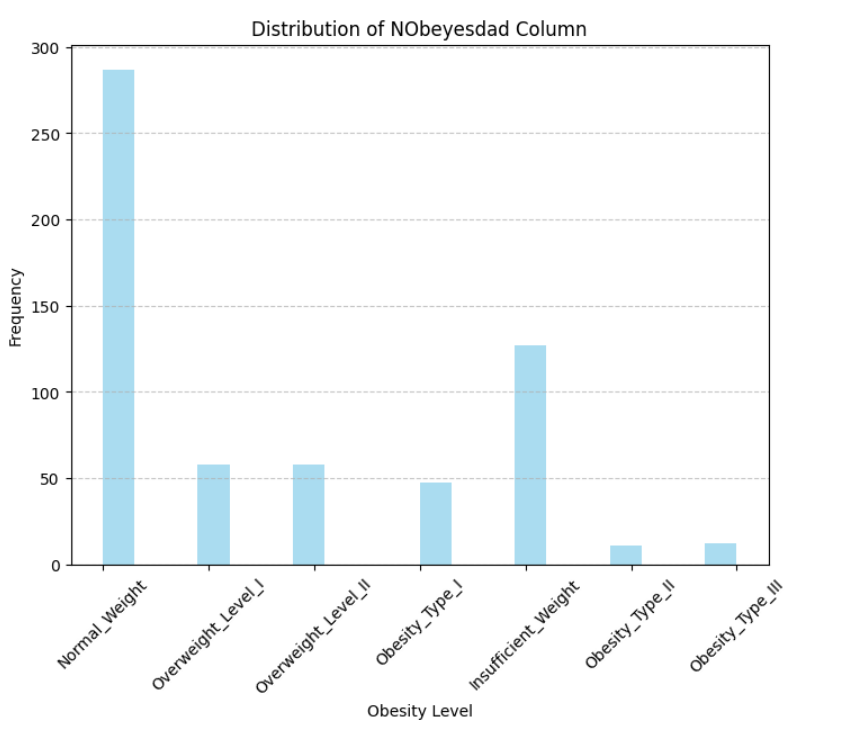 Distribution of NObeyesdad Column
300
250
200
150
100
50
0
Frequency
Normal_Weight
Overweight_Level_I
Overweight_Level_II
Obesity_Type_I
Insufficient_Weight
Obesity_Type_II
Obesity_Type_III
Obesity Level